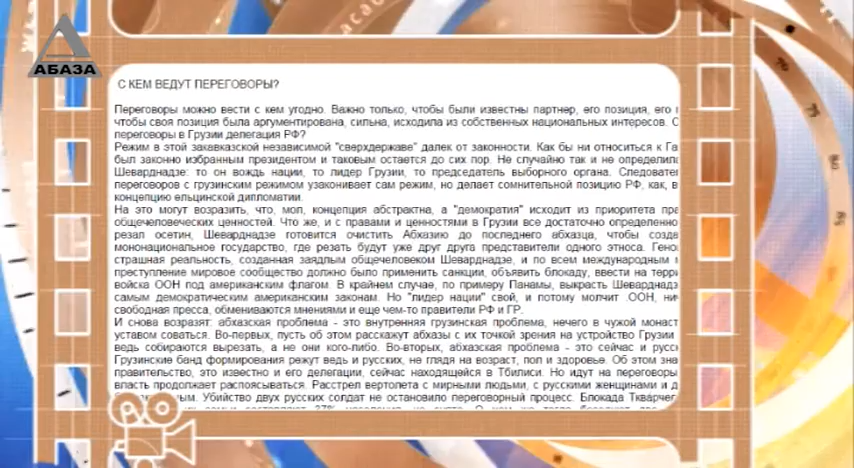 АБАЗА
С КЕМ ВЕДУТ ПЕРЕГОВОРЫ?
Переговоры можно вести с кем угодно. Важно только, чтобы были известны партнер, его позиция, его
чтобы своя позиция была аргументирована, сильна, исходила из собственных национальных интересов. С
переговоры в Грузии делегация РФ?
Режим в этой закавказской независимой "сверхдержаве" далек от законности. Как бы ни относиться к Га
был законно избранным президентом и таковым остается до сих пор. Не случайно так и не определила
Шеварднадзе: то он вождь нации, то лидер Грузии, то председатель выборного органа. Следовател
переговоров с грузинским режимом узаконивает сам режим, но делает сомнительной позицию РФ, как, в
концепцию ельцинской дипломатии.
На это могут возразить, что, мол, концепция абстрактна, а "демократия" исходит из приоритета пра
общечеловеческих ценностей. Что же, и с правами и ценностями в Грузии все достаточно определенно
резал осетин, Шеварднадзе готовится очистить Абхазию до последнего абхазца, чтобы созда
мононациональное государство, где резать будут уже друг друга представители одного этноса. Гено
страшная реальность, созданная заядлым общечеловеком Шеварднадзе, и по всем международным
преступление мировое сообщество должно было применить санкции, объявить блокаду, ввести на терри
войска ООН под американским флагом. В крайнем случае, по примеру Панамы, выкрасть Шеварднадз
самым демократическим американским законам. Но "лидер нации" свой, и потому молчит ООН, ни
свободная пресса, обмениваются мнениями и еще чем-то правители РФ и ГР.
И снова возразят: абхазская проблема - это внутренняя грузинская проблема, нечего в чужой монаст
уставом соваться. Во-первых, пусть об этом расскажут абхазы с их точкой зрения на устройство Грузии
ведь собираются вырезать, а не они кого-либо. Во-вторых, абхазская проблема - это сейчас и русск
Грузинские банд формирования режут ведь и русских, не глядя на возраст, пол и здоровье. Об этом зна
правительство, это известно и его делегации, сейчас находящейся в Тбилиси. Но идут на переговоры
власть продолжает распоясываться. Расстрел вертолета с мирными людьми, с русскими женщинами и д
ным. Убийство двух русских солдат не остановило переговорный процесс. Блокада Ткварчел